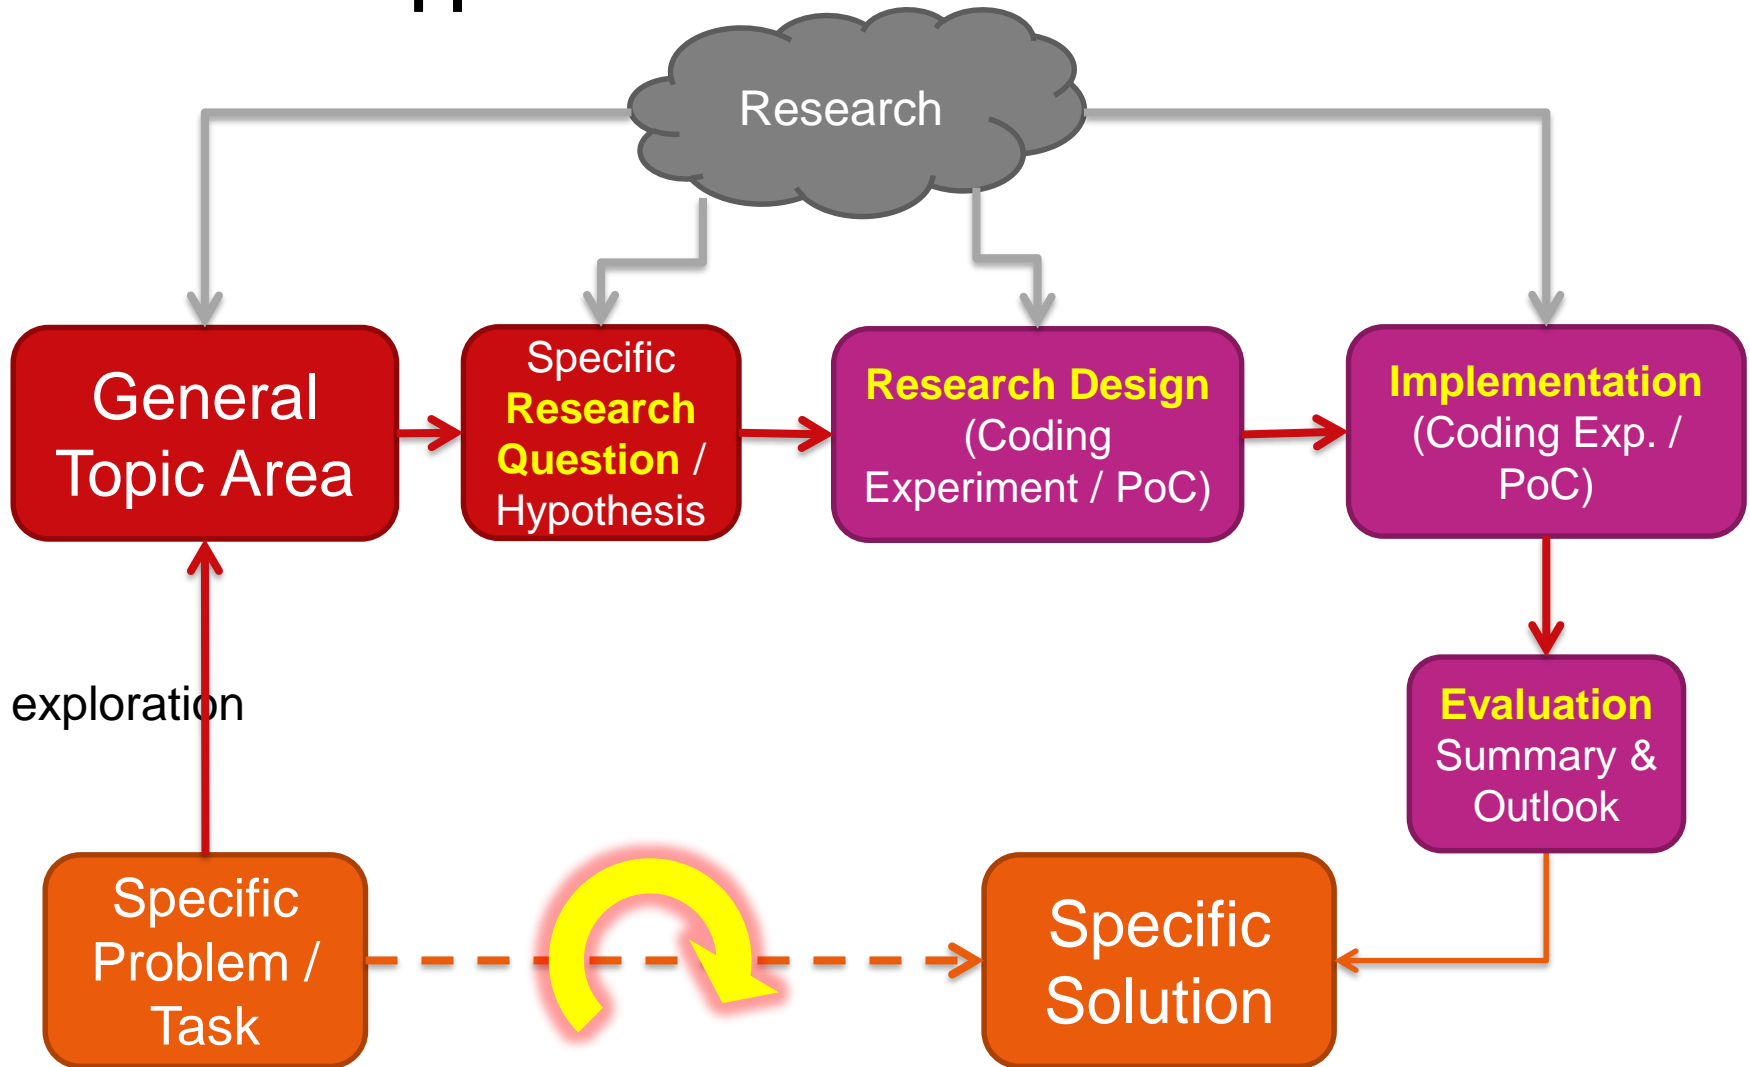 Research
General
Topic Area
Specific
Research
Question /
Hypothesis
Research Design
(Coding
Experiment / PoC)
Implementation
(Coding Exp. /
PoC)
exploration
Evaluation
Summary &
Outlook
Specific
Problem /
Task
Specific
Solution